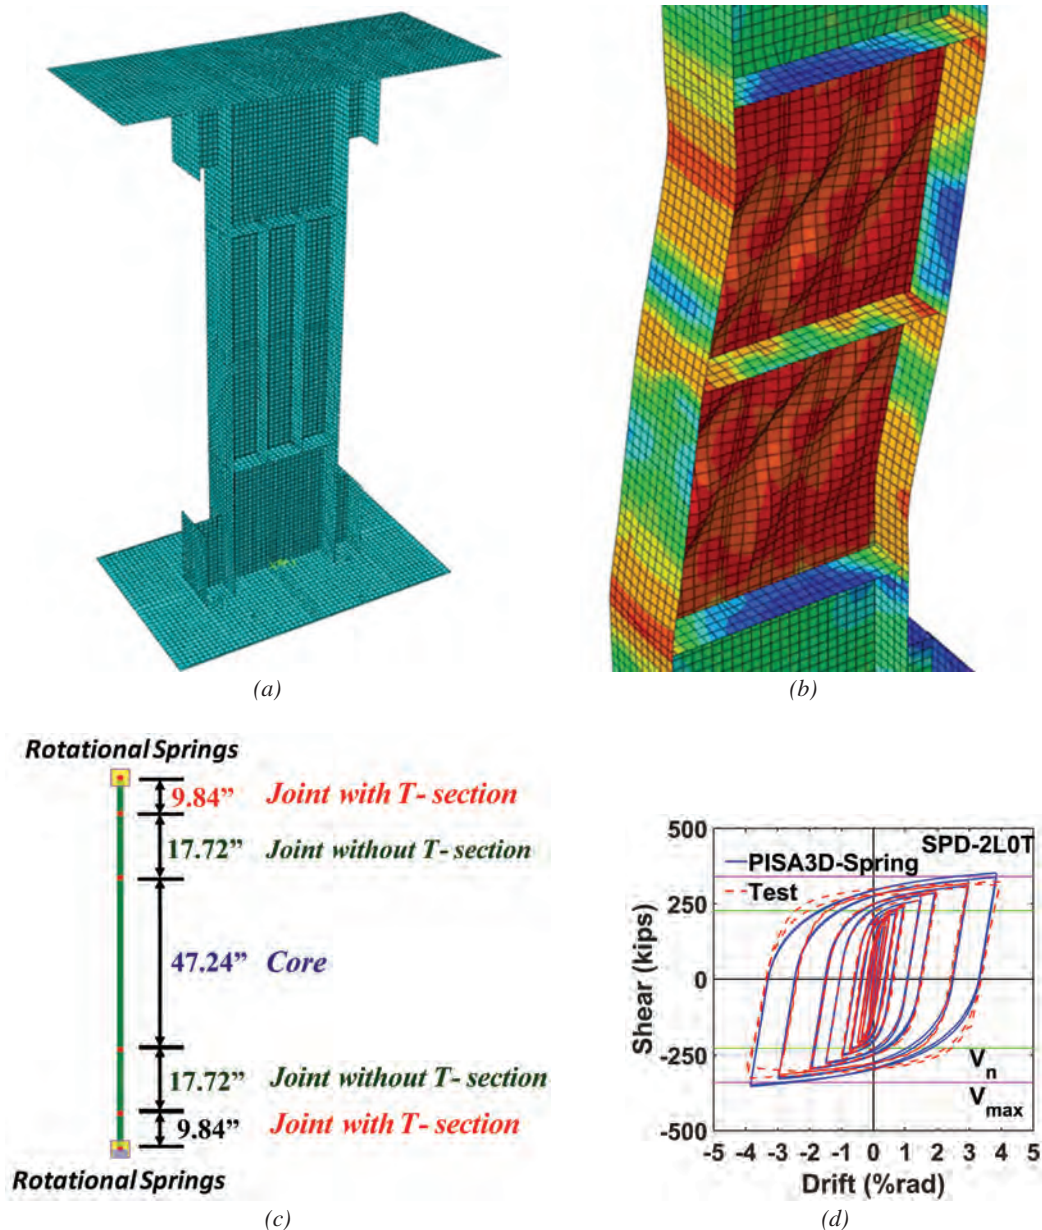 (a)
(b)
Rotational Springs
9.84” Joint with T- section
17.72” Joint without T- section
47.24” Core
17.72” Joint without T- section
9.84” Joint with T- section
Rotational Springs
(c)
Shear (kips)
500
250
0
-250
-500
SPD-2L0T
PISA3D-Spring
Test
Vn
Vmax
-5 -4 -3 -2 -1 0 1 2 3 4 5
Drift (%rad)
(d)